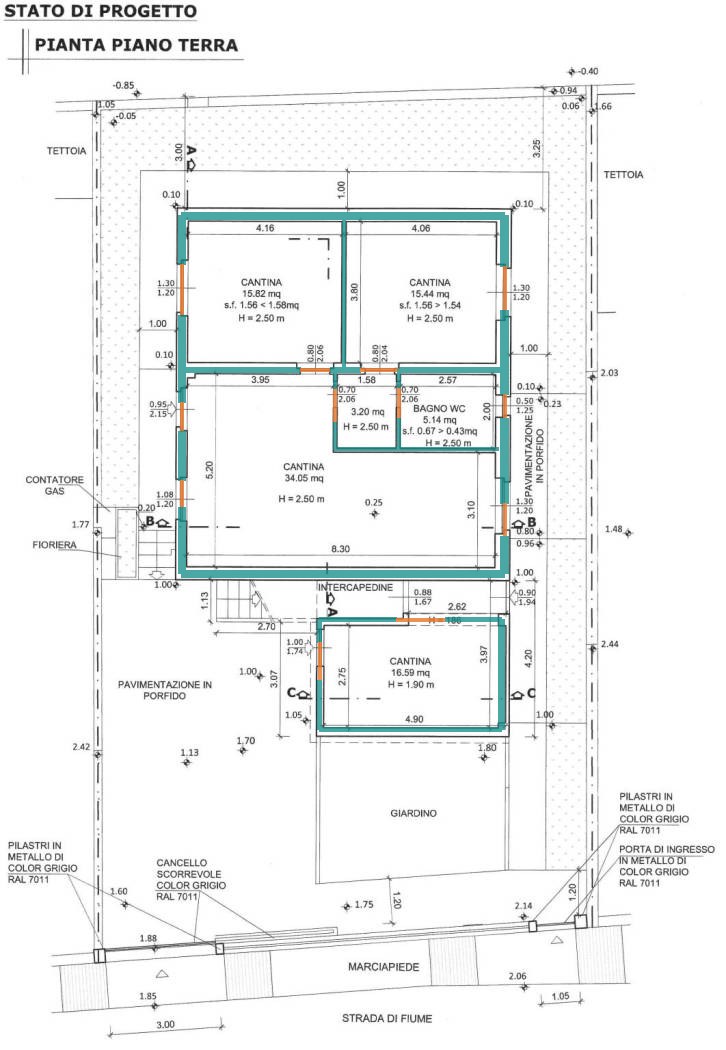 STATO DI PROGETTO
PIANTA PIANO TERRA
-0.85
-0.40
0.94
0.06
1.05
1.66
-0.05
TETTOIA
A
3.00
3.25
TETTOIA
1.00
0.10
0.10
4.16
4.06
CANTINA
15.82 mq
s.f. 1.56 < 1.58mq
H = 2.50 m
3.80
CANTINA
15.44 mq
s.f. 1.56 > 1.54
H = 2.50 m
1.30
1.20
1.30
1.20
1.00
1.00
0.80
2.06
0.80
2.04
0.10
2.03
3.95
1.58
2.57
0.10
0.70
2.06
0.70
2.06
0.50
1.25
0.23
0.95
2.15
3.20 mq
H = 2.50 m
BAGNO WC
5.14 mq
s.f. 0.67 > 0.43mq
H = 2.50 m
2.00
PAVIMENTAZIONE
IN PORFIDO
CANTINA
34.05 mq
H = 2.50 m
5.20
CONTATORE
GAS
1.08
1.20
0.25
3.10
1.30
1.20
0.20
B
B
1.77
0.80
0.96
1.48
FIORIERA
8.30
1.00
1.00
INTERCAPEDINE
1.13
A
0.88
1.67
2.62
0.90
1.94
186
2.70
1.00
1.74
2.44
CANTINA
16.59 mq
H = 1.90 m
2.75
3.97
4.20
3.07
1.00
PAVIMENTAZIONE IN
PORFIDO
C
C
4.90
1.05
1.00
2.42
1.70
1.13
1.80
GIARDINO
PILASTRI IN
METALLO DI
COLOR GRIGIO
RAL 7011
PORTA DI INGRESSO
IN METALLO DI
COLOR GRIGIO
RAL 7011
PILASTRI IN
METALLO DI
COLOR GRIGIO
RAL 7011
CANCELLO
SCORREVOLE
COLOR GRIGIO
RAL 7011
1.20
1.20
1.60
1.75
2.14
1.88
MARCIAPIEDE
2.06
1.85
1.05
3.00
STRADA DI FIUME